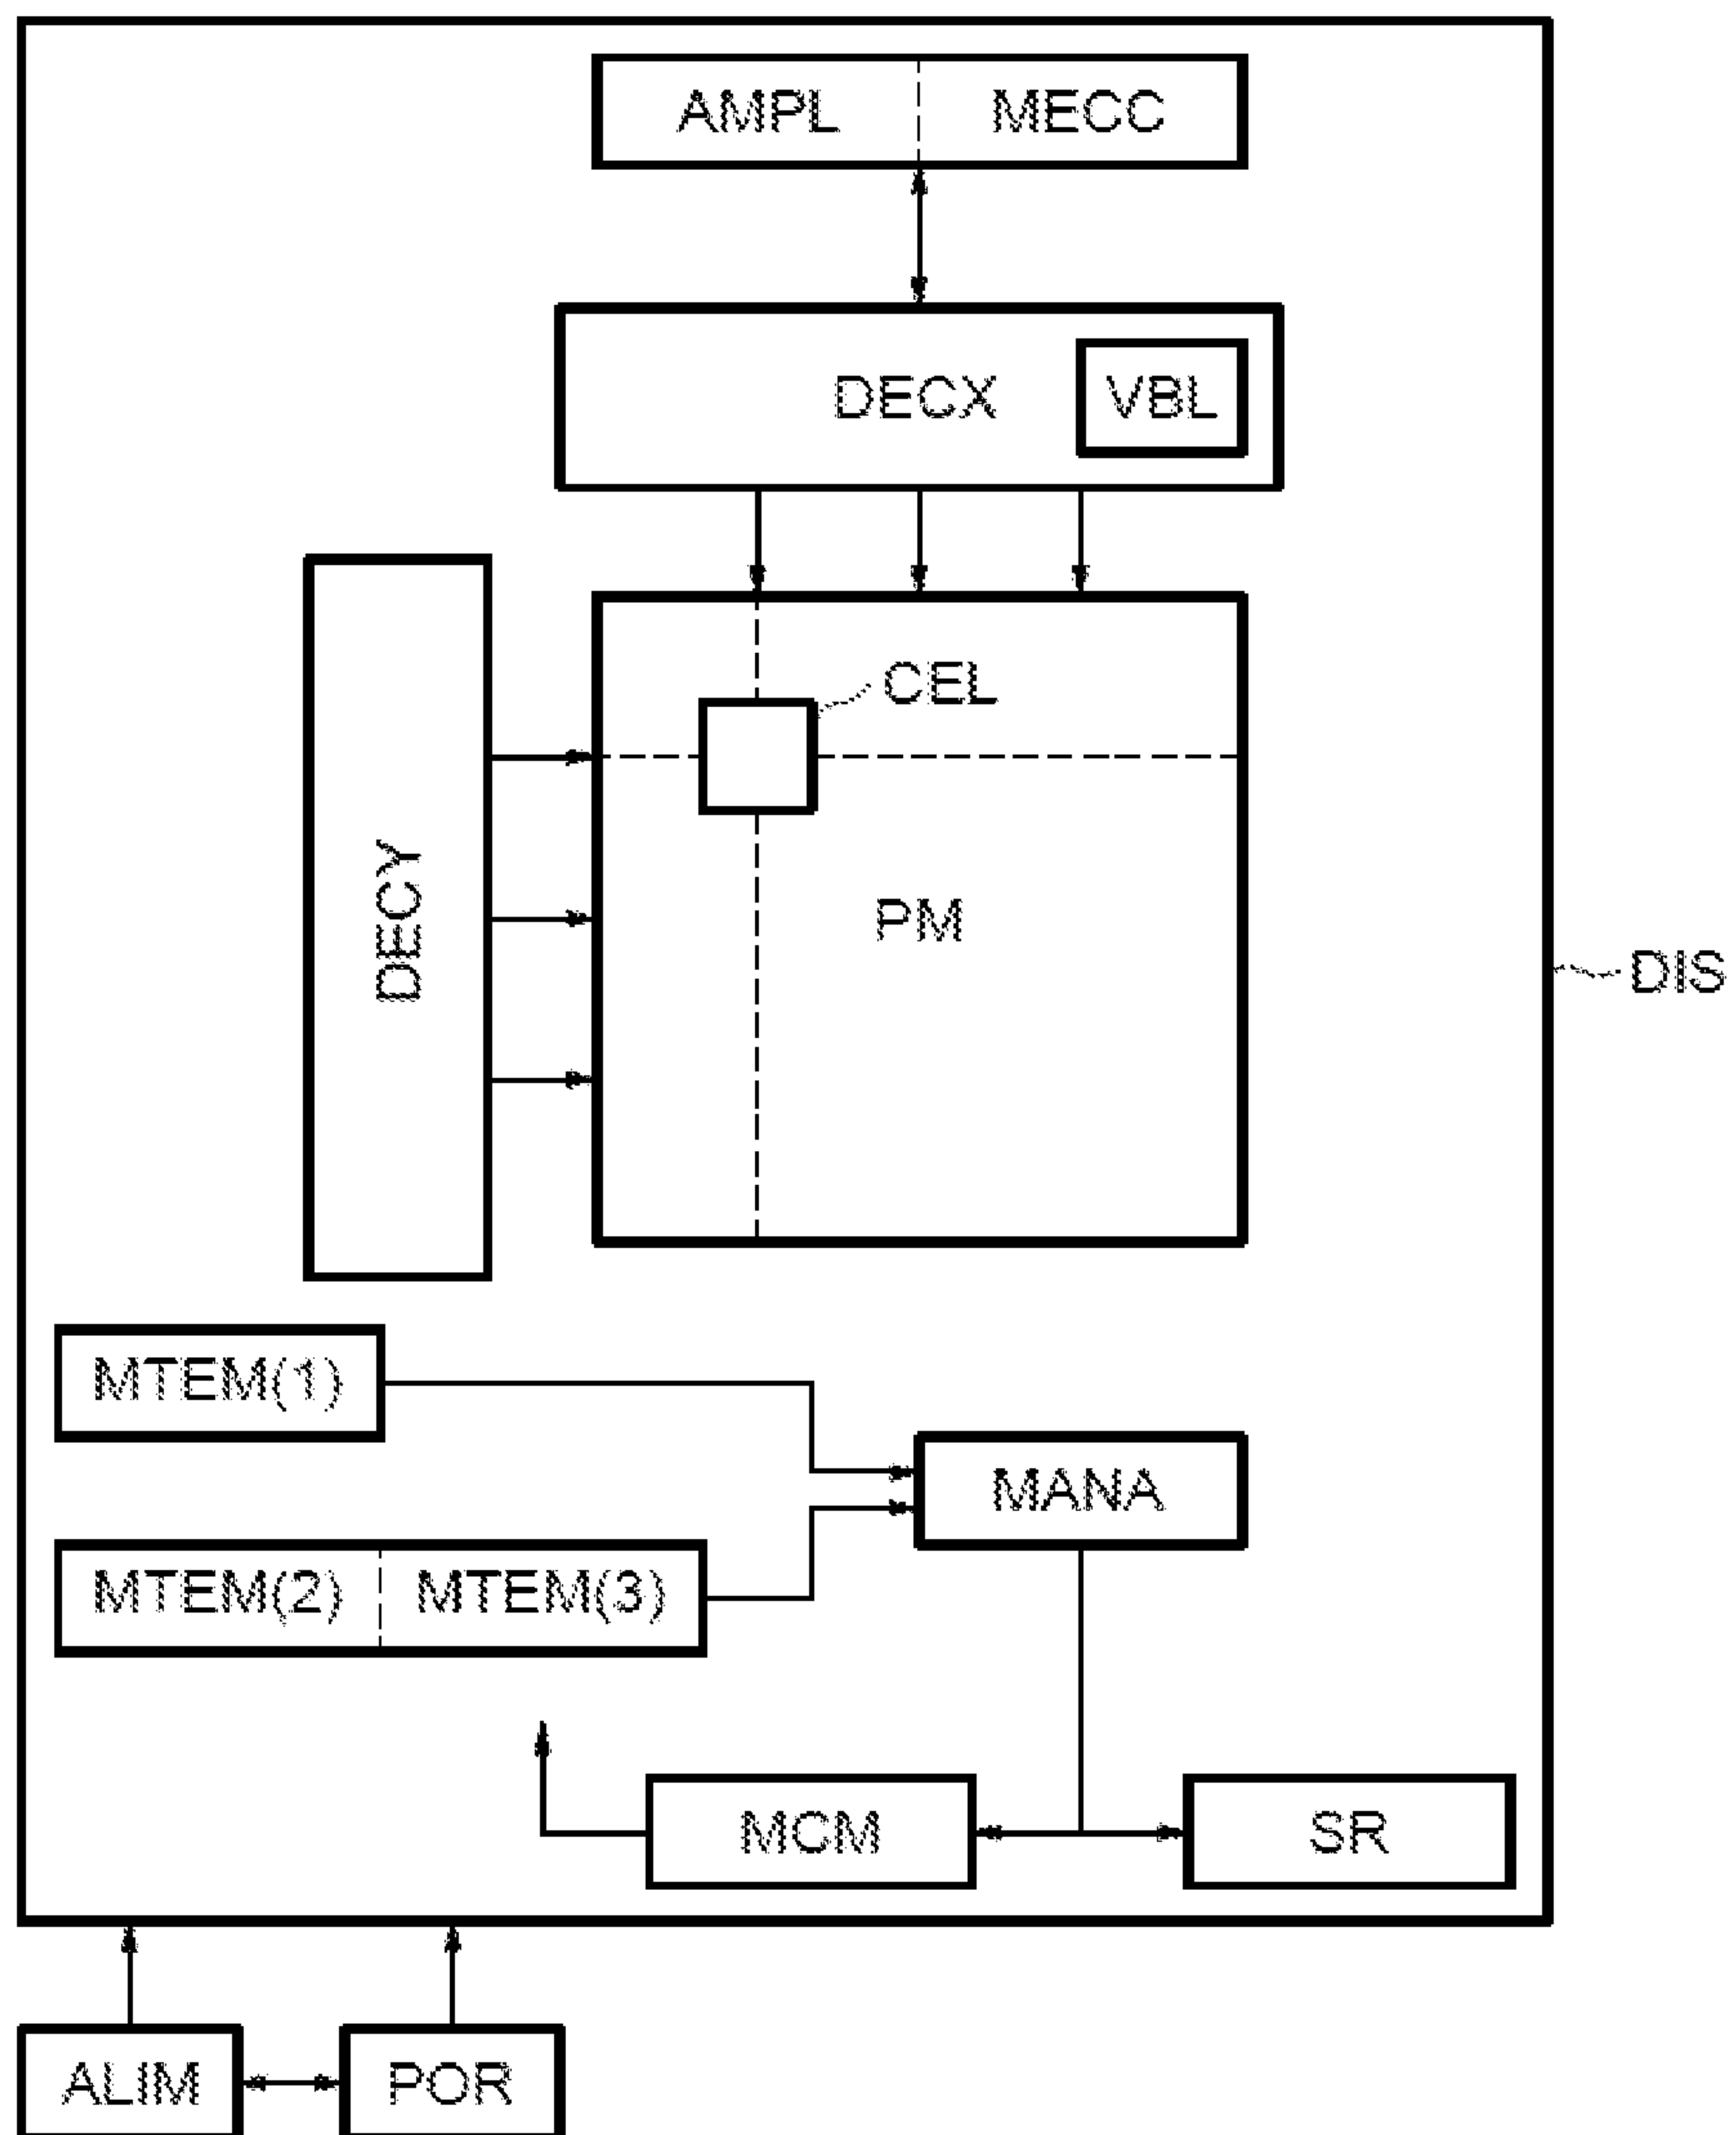 AMPL MECC
DECX VBL
CEL
DECY
PM
DIS
MTEM(1)
MANA
MTEM(2) MTEM(3)
MCM SR
ALIM POR